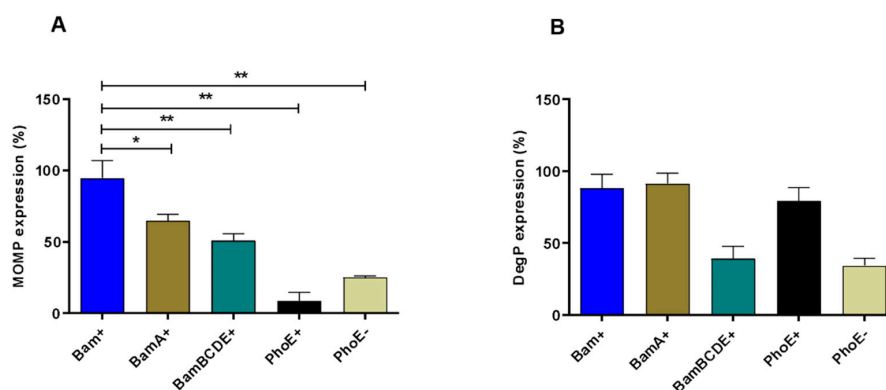 A
MOMP expression (%)
150
100
50
0
**
**
**
*
Bam+
BamA+
BamBCDE+
PhoE+
PhoE-
B
DegP expression (%)
150
100
50
0
Bam+
BamA+
BamBCDE+
PhoE+
PhoE-